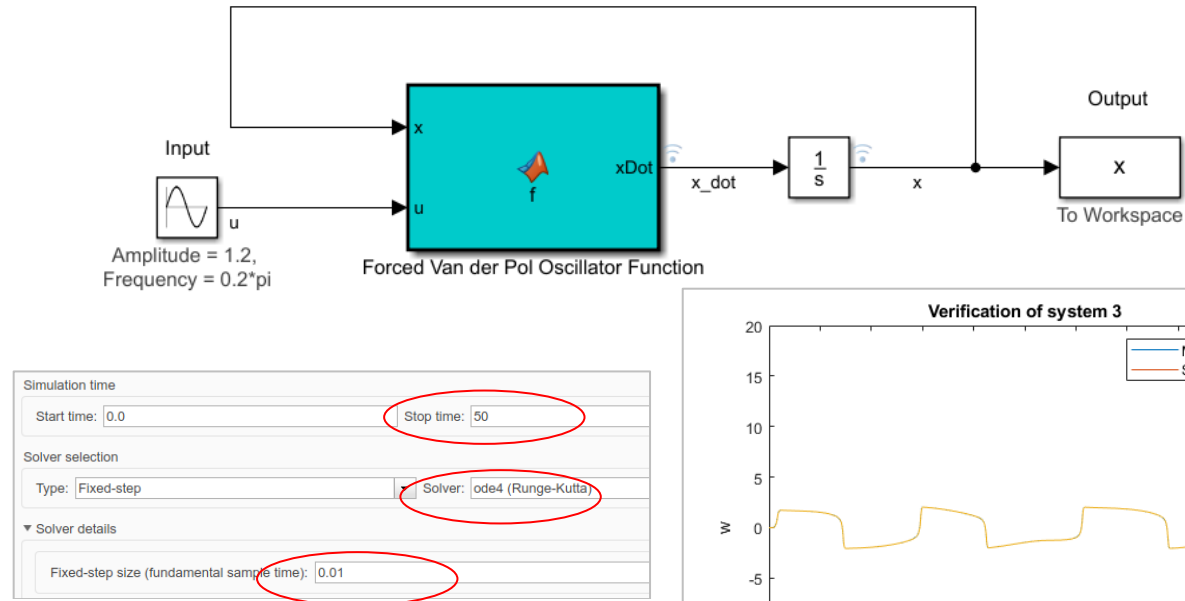 Input
u
Amplitude = 1.2,
Frequency = 0.2*pi
x
u
f
xDot
Forced Van der Pol Oscillator Function
x_dot
1
s
x
Output
x
To Workspace
Simulation time
Start time: 0.0
Stop time: 50
Solver selection
Type: Fixed-step
Solver: ode4 (Runge-Kutta)
Solver details
Fixed-step size (fundamental sample time): 0.01
Verification of system 3
20
15
10
5
0
-5
w